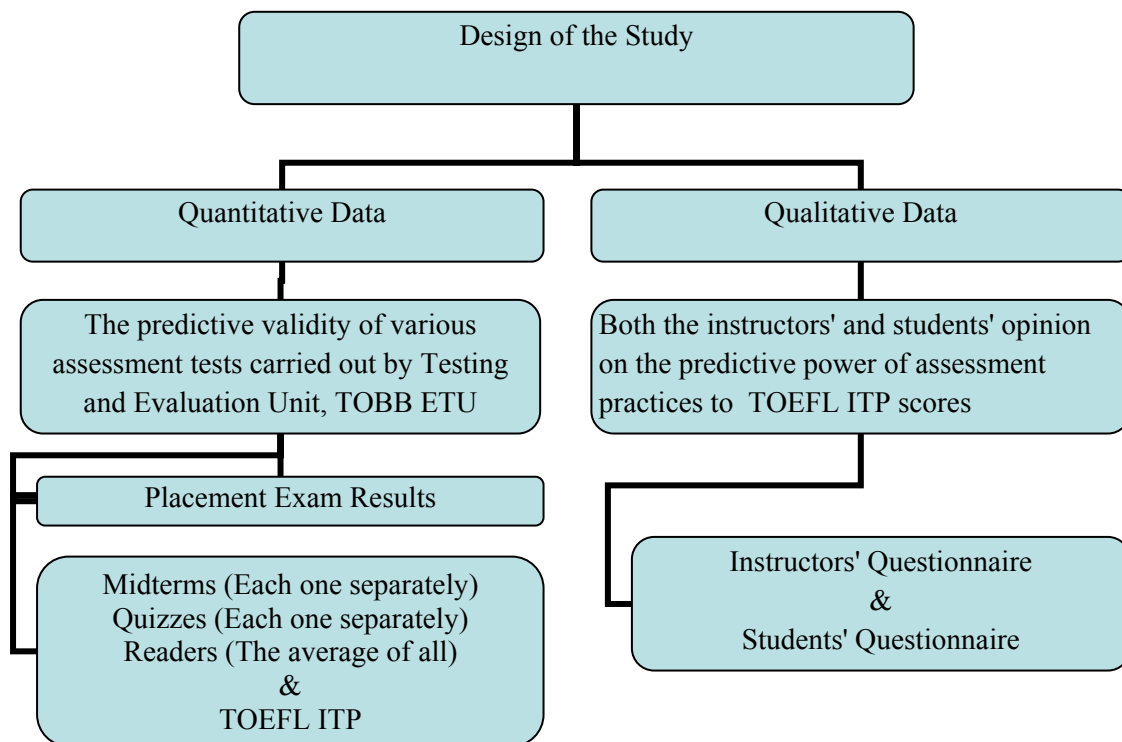 Design of the Study
Quantitative Data
Qualitative Data
The predictive validity of various
assessment tests carried out by Testing
and Evaluation Unit, TOBB ETU
Both the instructors' and students' opinion
on the predictive power of assessment
practices to TOEFL ITP scores
Placement Exam Results
Midterms (Each one separately)
Quizzes (Each one separately)
Readers (The average of all)
&
TOEFL ITP
Instructors' Questionnaire
&
Students' Questionnaire